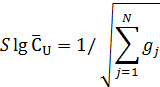 S lg C̅_U = 1/√(∑_{j=1}^{N} g_j)